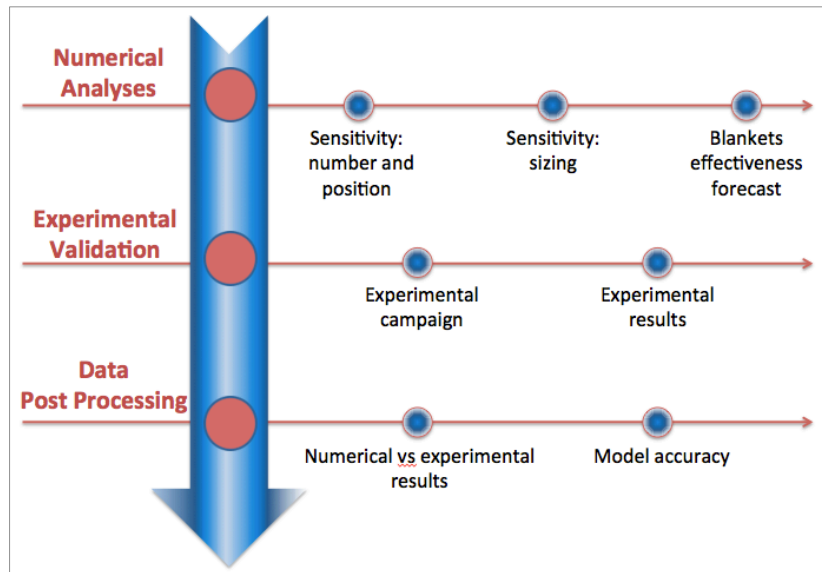 Numerical
Analyses
Sensitivity:
number and
position
Sensitivity:
sizing
Blankets
effectiveness
forecast
Experimental
Validation
Experimental
campaign
Experimental
results
Data
Post Processing
Numerical vs experimental
results
Model accuracy